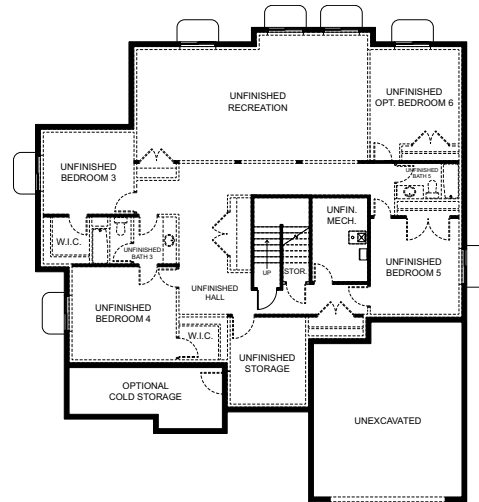 UNFINISHED
RECREATION
UNFINISHED
OPT. BEDROOM 6
UNFINISHED
BEDROOM 3
UNFINISHED
BATH 5
W.I.C.
UNFINISHED
BATH 3
UNFIN.
MECH.
UP
STOR.
UNFINISHED
BEDROOM 5
UNFINISHED
HALL
UNFINISHED
BEDROOM 4
W.I.C.
UNFINISHED
STORAGE
OPTIONAL
COLD STORAGE
UNEXCAVATED